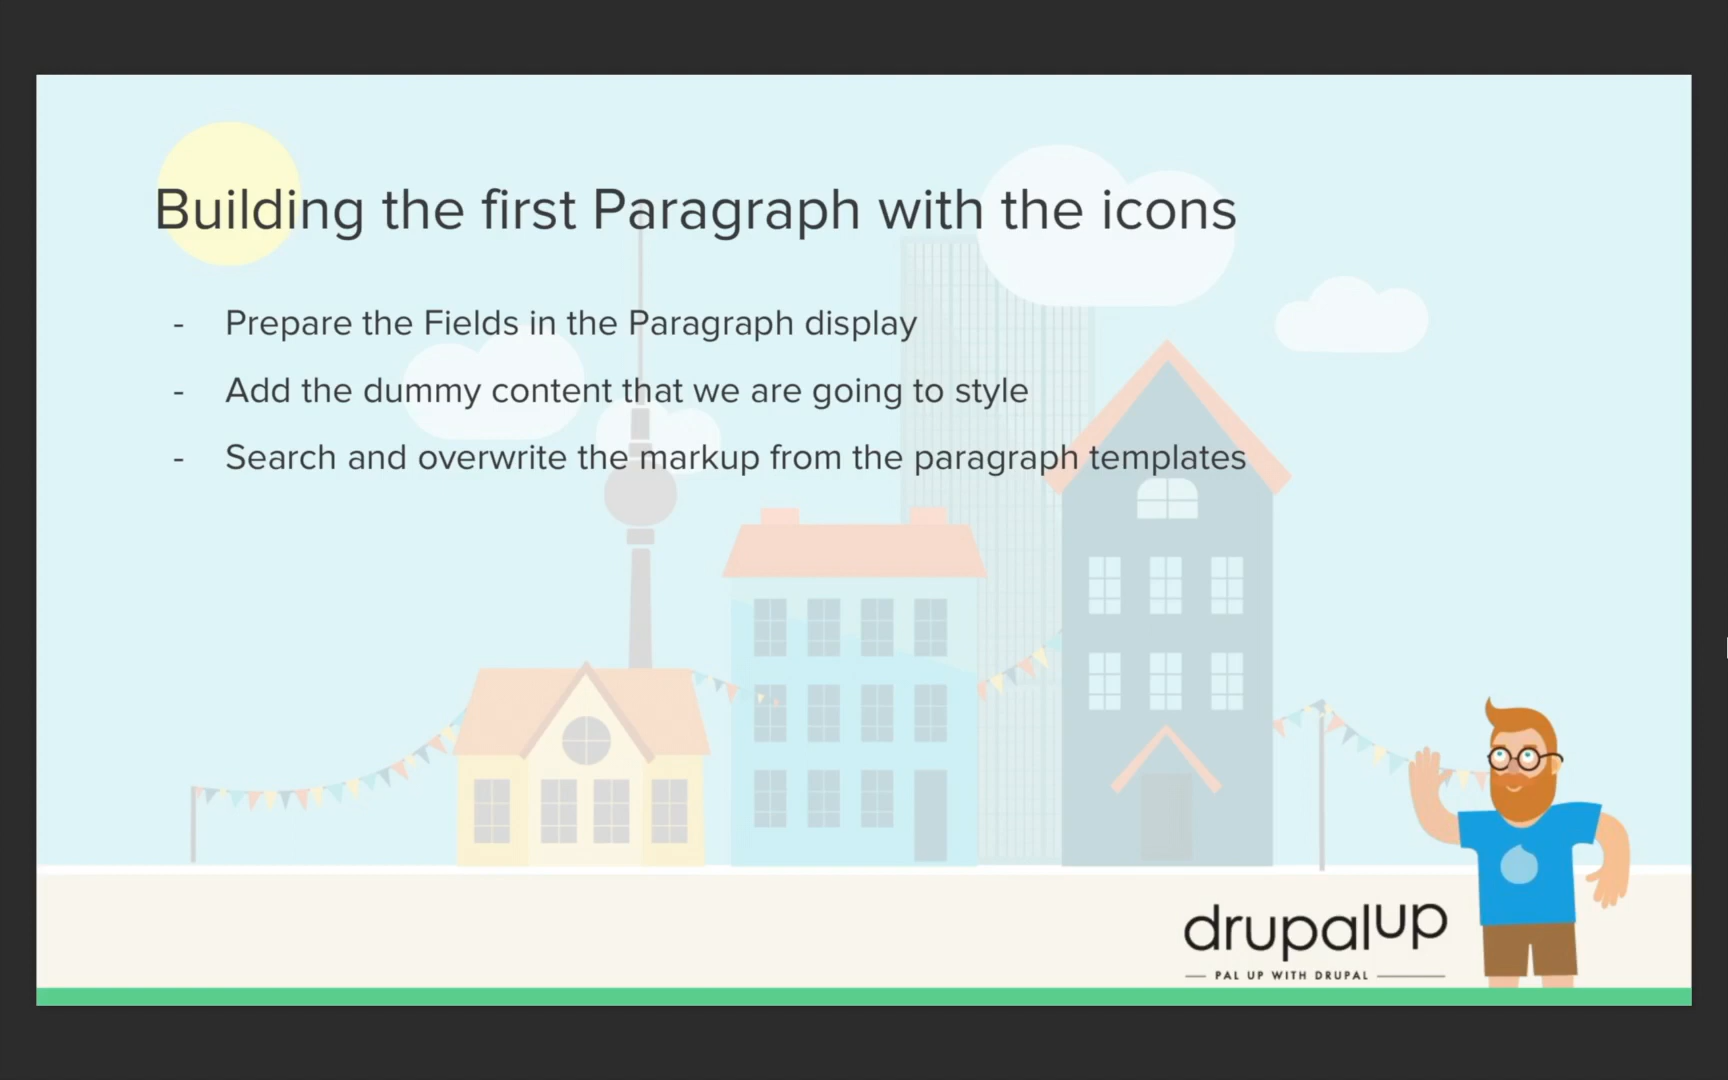 Building the first Paragraph with the icons
- Prepare the Fields in the Paragraph display
- Add the dummy content that we are going to style
- Search and overwrite the markup from the paragraph templates
drupalup
PAL UP WITH DRUPAL